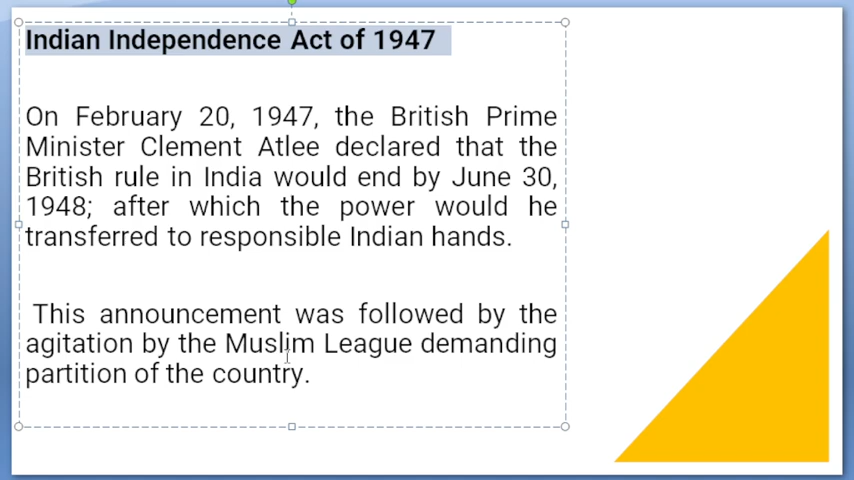 Indian Independence Act of 1947
On February 20, 1947, the British Prime
Minister Clement Atlee declared that the
British rule in India would end by June 30,
1948; after which the power would he
transferred to responsible Indian hands.
This announcement was followed by the
agitation by the Muslim League demanding
partition of the country.